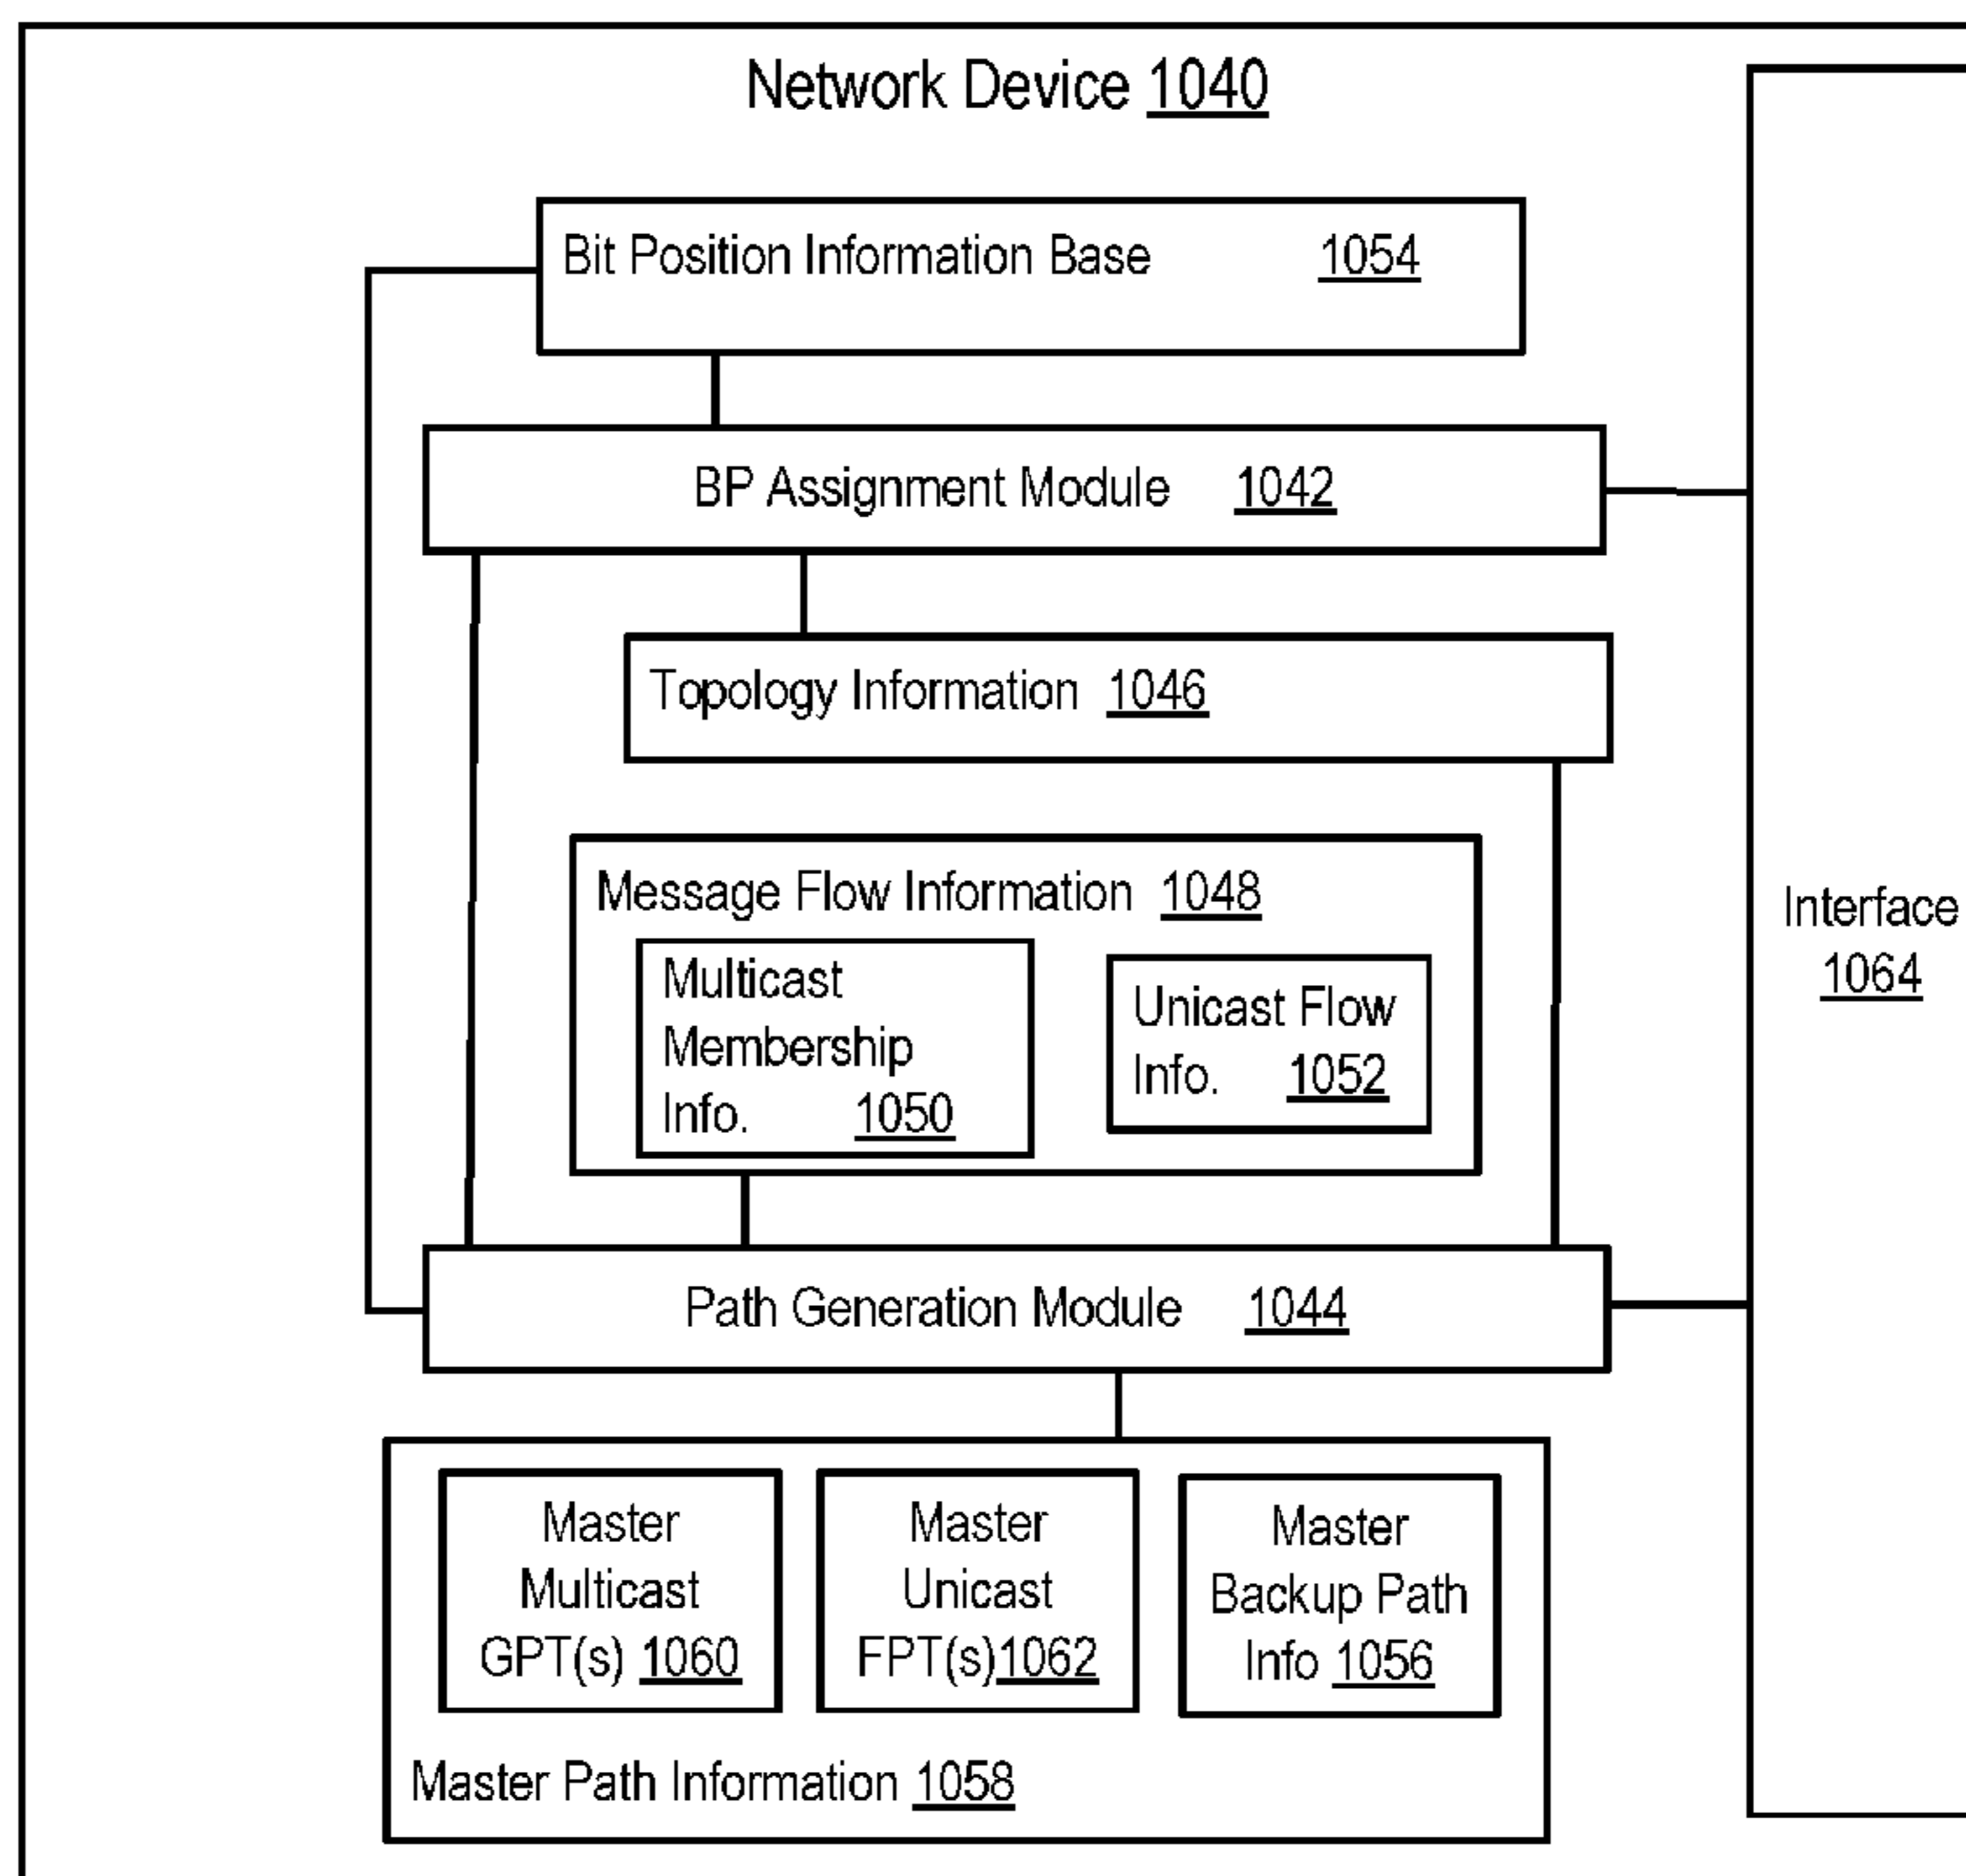 Network Device 1040
Bit Position Information Base 1054
BP Assignment Module 1042
Topology Information 1046
Message Flow Information 1048
Multicast
Membership
Info. 1050
Unicast Flow
Info. 1052
Interface
1064
Path Generation Module 1044
Master
Multicast
GPT(s) 1060
Master
Unicast
FPT(s)1062
Master
Backup Path
Info 1056
Master Path Information 1058